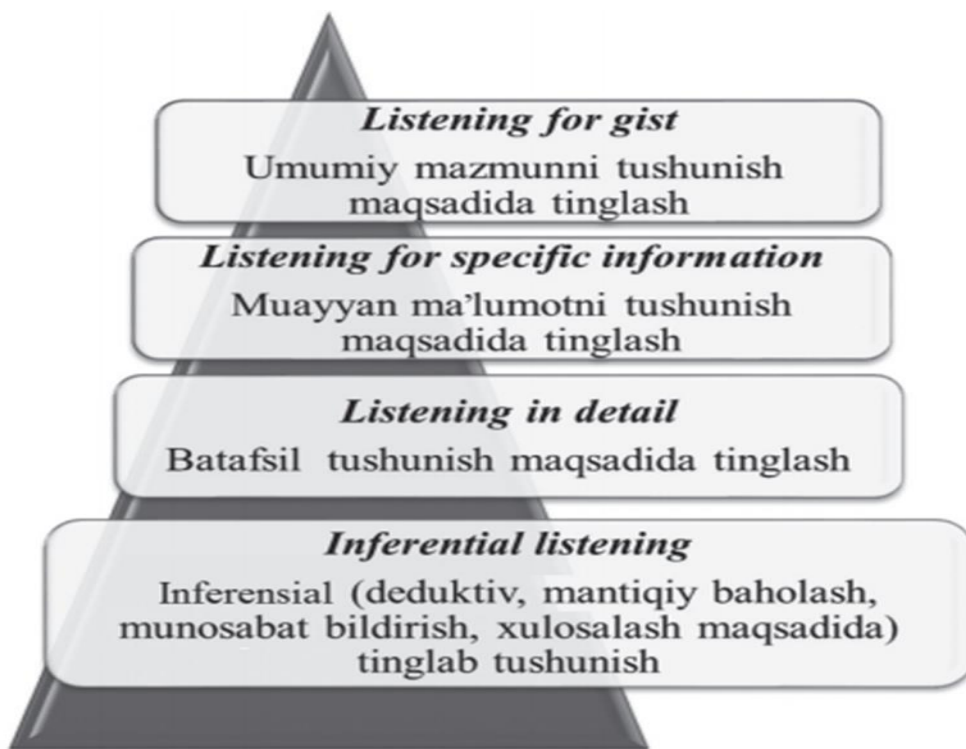 Listening for gist
Umumiy mazmunni tushunish
maqsadida tinglash
Listening for specific information
Muayyan ma’lumotni tushunish
maqsadida tinglash
Listening in detail
Batafsil tushunish maqsadida tinglash
Inferential listening
Inferensial (deduktiv, mantiqiy baholash,
munosabat bildirish, xulosalash maqsadida)
tinglab tushunish